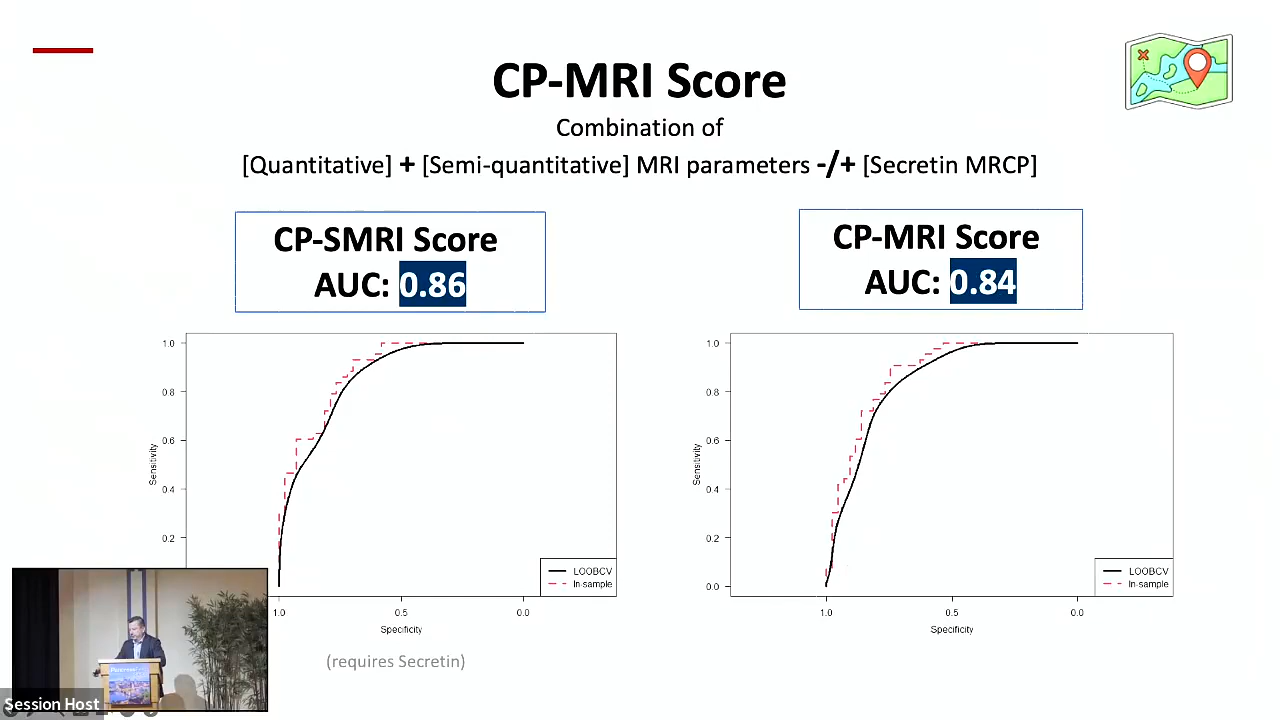 CP-MRI Score
Combination of
[Quantitative] + [Semi-quantitative] MRI parameters -/+ [Secretin MRCP]
CP-SMRI Score
AUC: 0.86
CP-MRI Score
AUC: 0.84
1.0
0.8
0.6
0.4
0.2
Sensitivity
LOOBCV
In-sample
1.0
0.5
0.0
Specificity
(requires Secretin)
1.0
0.8
0.6
0.4
0.2
0.0
Sensitivity
LOOBCV
In-sample
1.0
0.5
0.0
Specificity
Session Host